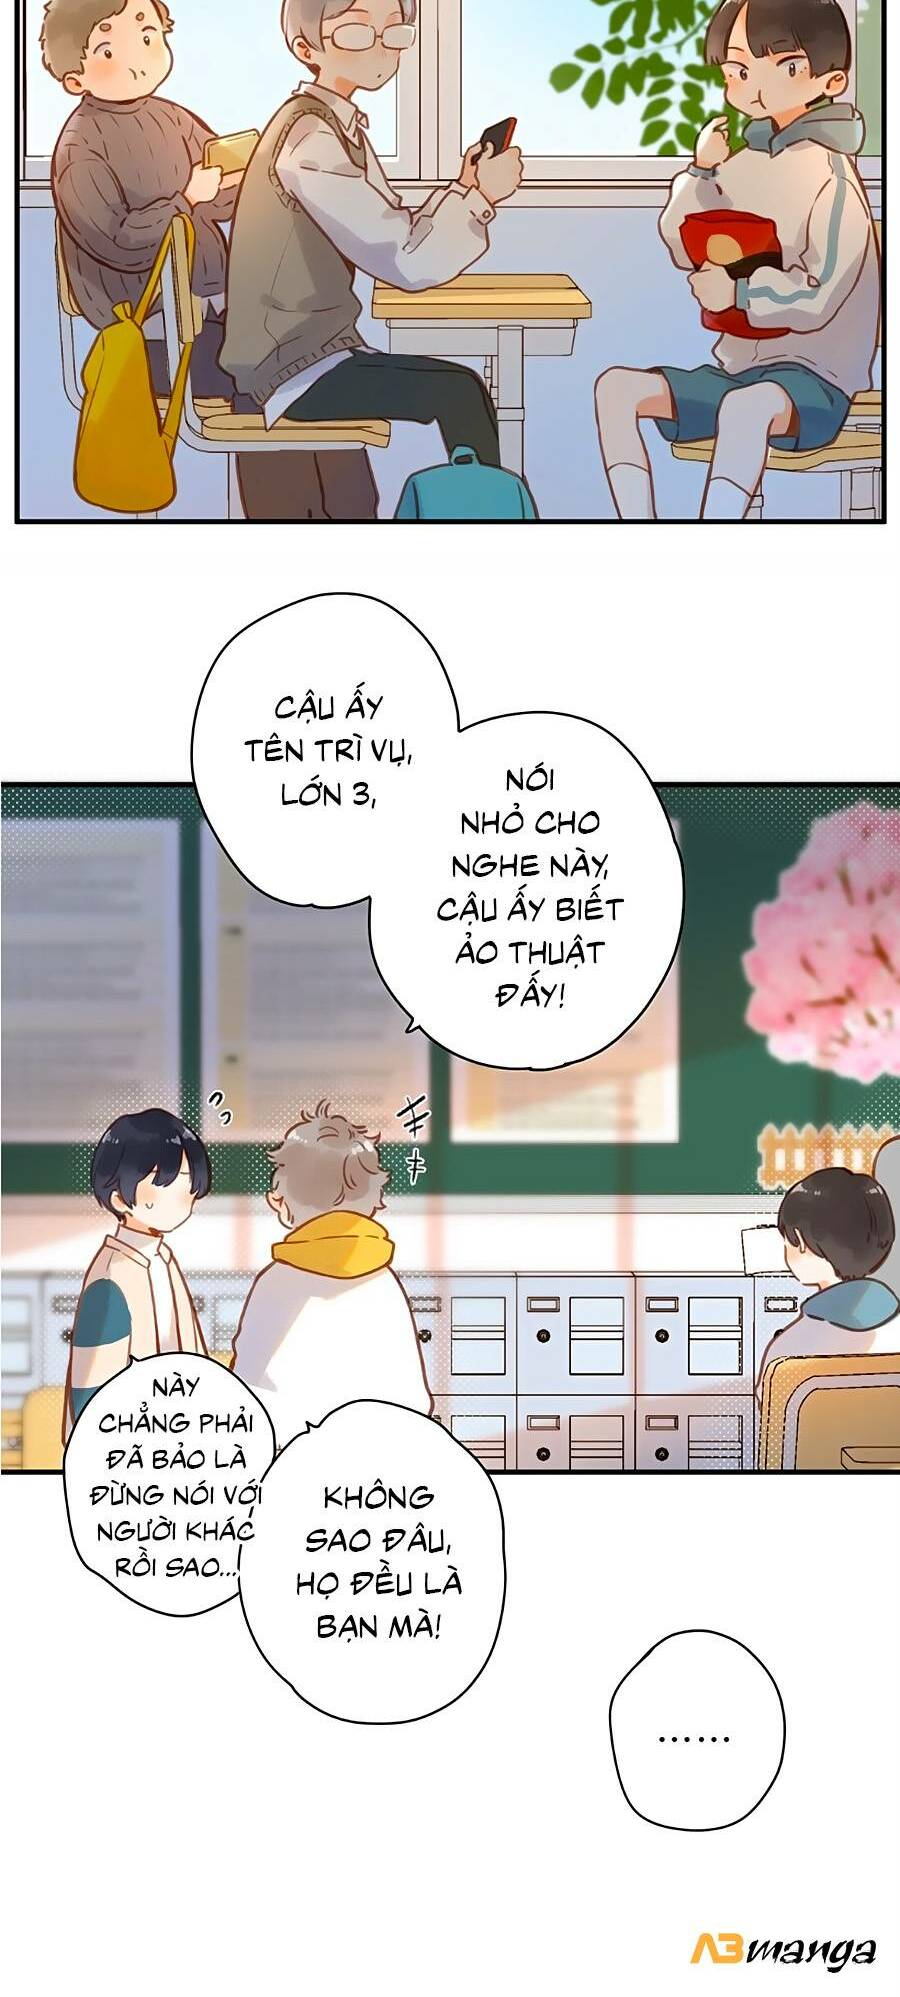 CẬU ẤY
TÊN TRÌ VỤ,
LỚN 3,
NÓI
NHỎ CHO
NGHE NÀY,
CẬU ẤY BIẾT
ẢO THUẬT
ĐẤY!
NÀY
CHẲNG PHẢI
ĐÃ BẢO LÀ
ĐỪNG NÓI VỚI
NGƯỜI KHÁC
RỒI SAO...
KHÔNG
SAO ĐÂU,
HỌ ĐỀU LÀ
BẠN MÀ!
......
A3manga